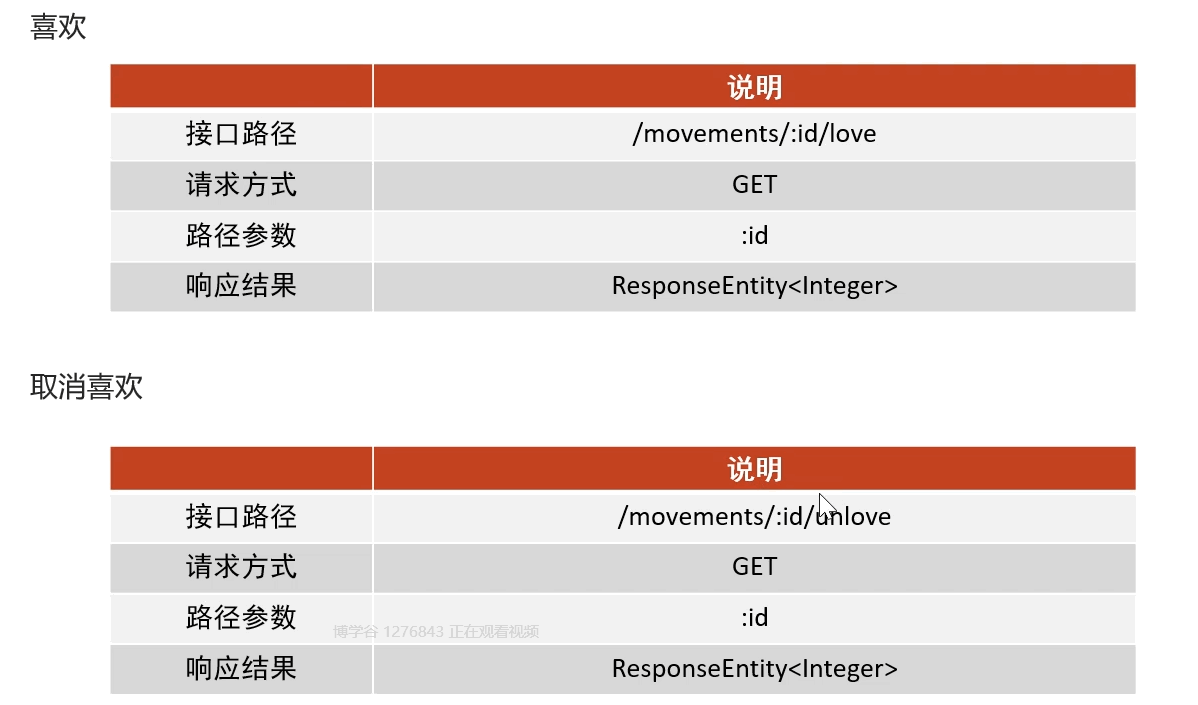 喜欢
说明
接口路径 /movements/:id/love
请求方式 GET
路径参数 :id
响应结果 ResponseEntity<Integer>
取消喜欢
说明
接口路径 /movements/:id/unlove
请求方式 GET
路径参数 :id
博学谷 1276843 正在观看视频
响应结果 ResponseEntity<Integer>